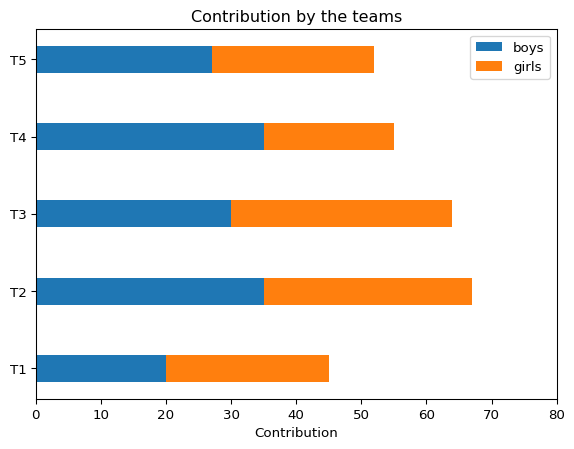 Contribution by the teams
boys
girls
T5
T4
T3
T2
T1
0 10 20 30 40 50 60 70 80
Contribution